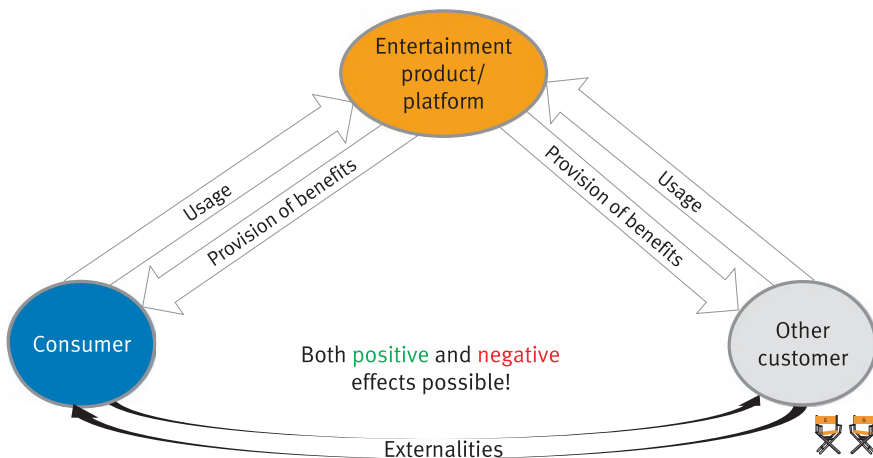 Entertainment
product/
platform
Usage
Provision of benefits
Provision of benefits
Usage
Consumer
Both positive and negative
effects possible!
Other
customer
Externalities